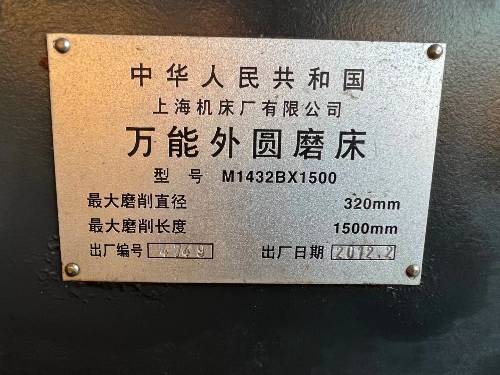 中华人民共和国
上海机床厂有限公司
万能外圆磨床
型 号 M1432BX1500
最大磨削直径 320mm
最大磨削长度 1500mm
出厂编号 4749 出厂日期 2012.2